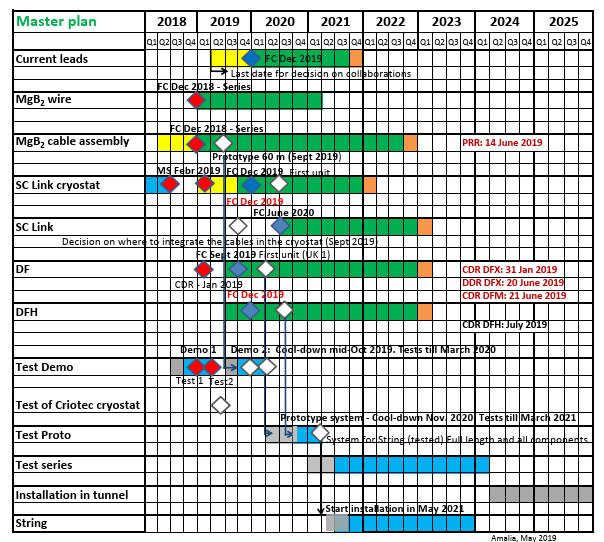 Master plan 2018 2019 2020 2021 2022 2023 2024 2025
Q1 Q2 Q3 Q4 Q1 Q2 Q3 Q4 Q1 Q2 Q3 Q4 Q1 Q2 Q3 Q4 Q1 Q2 Q3 Q4 Q1 Q2 Q3 Q4 Q1 Q2 Q3 Q4 Q1 Q2 Q3 Q4
Current leads FC Dec 2019
Last date for decision on collaborations
FC Dec 2018 - Series
MgB₂ wire
FC Dec 2018 - Series
MgB₂ cable assembly PRR: 14 June 2019
Prototype 60 m (Sept 2019)
MS Febr 2019 FC Dec 2019 First unit
SC Link cryostat
FC Dec 2019
FC June 2020
SC Link
Decision on where to integrate the cables in the cryostat (Sept 2019)
FC Sept 2019 First unit (UK 1)
DF CDR DFX: 31 Jan 2019
CDR - Jan 2019 DDR DFX: 20 June 2019
FC Dec 2019 CDR DFM: 21 June 2019
DFH
CDR DFH: July 2019
Demo 1 Demo 2: Cool-down mid-Oct 2019. Tests till March 2020
Test Demo
Test 1 Test2
Test of Criotec cryostat
Prototype system - Cool-down Nov. 2020 Tests till March 2021
Test Proto
System for String (tested) Full length and all components
Test series
Installation in tunnel
Start installation in May 2021
String
Amalia, May 2019